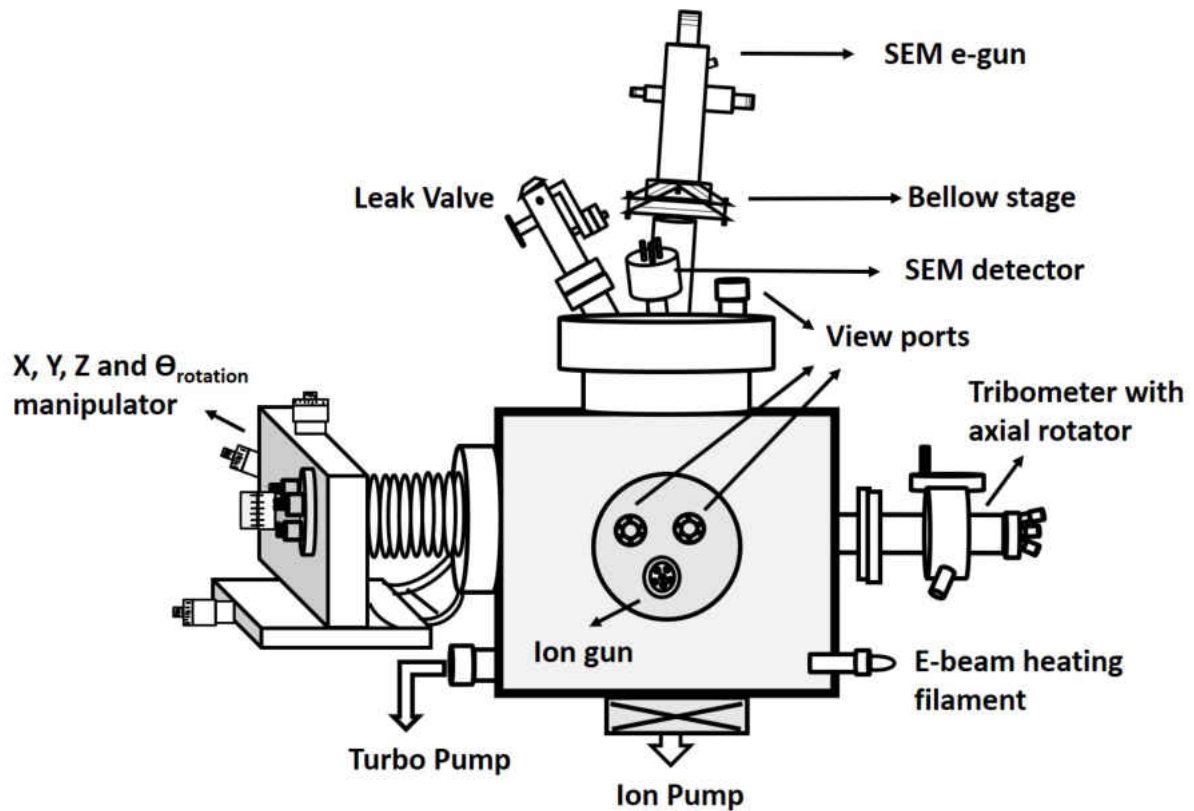 SEM e-gun
Leak Valve
Bellow stage
SEM detector
View ports
X, Y, Z and Ɵrotation
manipulator
Tribometer with
axial rotator
Ion gun
E-beam heating
filament
Turbo Pump
Ion Pump